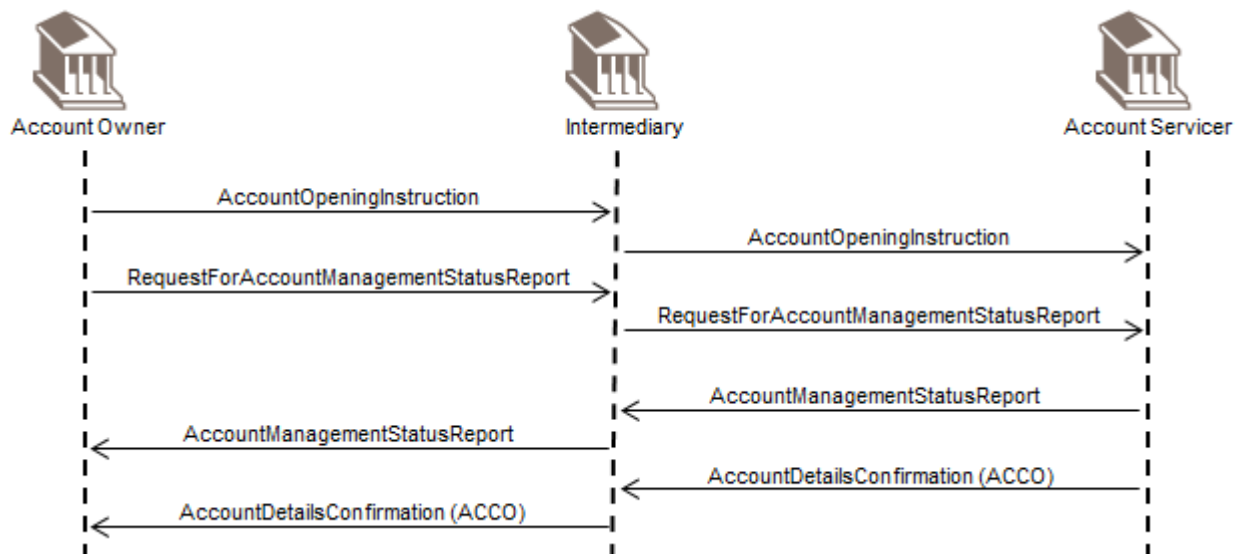 Account Owner
Intermediary
Account Servicer
AccountOpeningInstruction
AccountOpeningInstruction
RequestForAccountManagementStatusReport
RequestForAccountManagementStatusReport
AccountManagementStatusReport
AccountManagementStatusReport
AccountDetailsConfirmation (ACCO)
AccountDetailsConfirmation (ACCO)